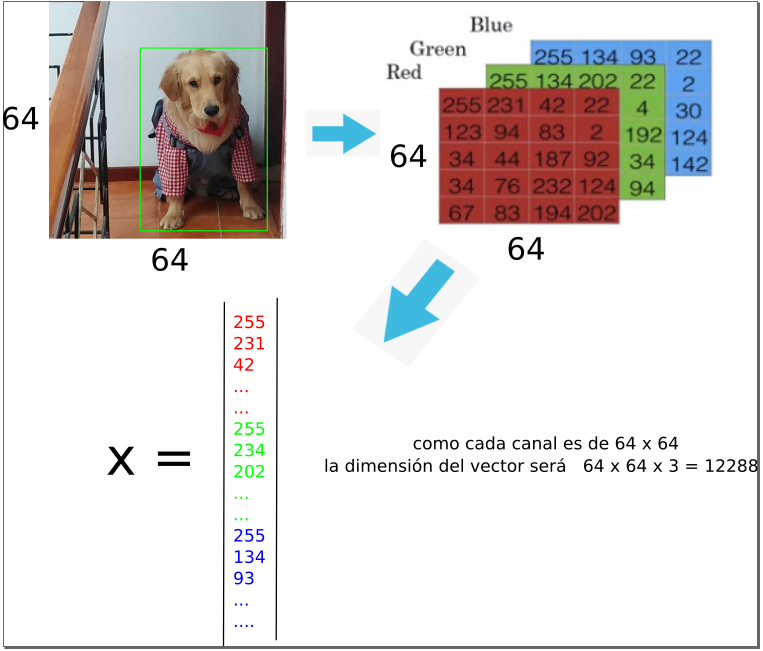 Blue
Green
Red
255 134 93 22
255 134 202 22 2
255 231 42 22 4 30
123 94 83 2 192 124
34 44 187 92 34 142
34 76 232 124 94
67 83 194 202
64
64
64
64
255
231
42
...
...
255
234
202
...
...
255
134
93
...
....
x =
como cada canal es de 64 x 64
la dimensión del vector será 64 x 64 x 3 = 12288